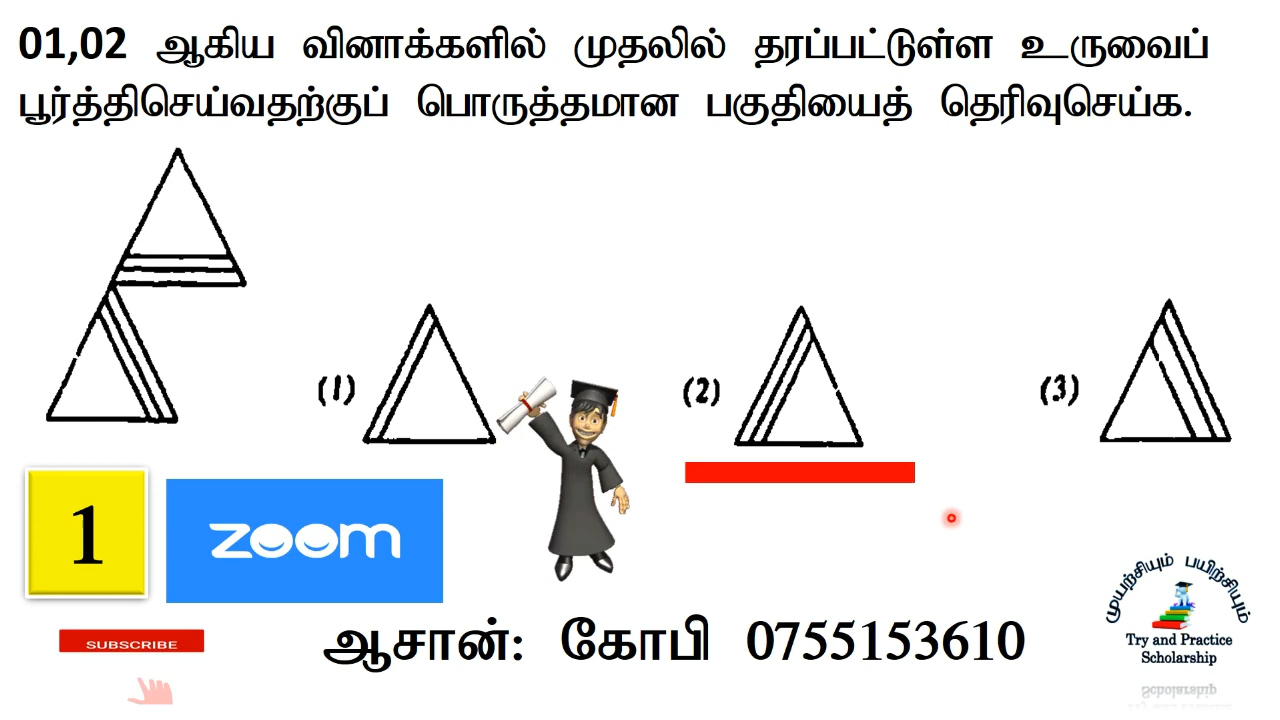 01,02 ஆகிய வினாக்களில் முதலில் தரப்பட்டுள்ள உருவைப்
பூர்த்திசெய்வதற்குப் பொருத்தமான பகுதியைத் தெரிவுசெய்க.
(1)
(2)
(3)
1
zoom
SUBSCRIBE
ஆசான்: கோபி 0755153610
முயற்சியும் பயிற்சியும்
Try and Practice
Scholarship